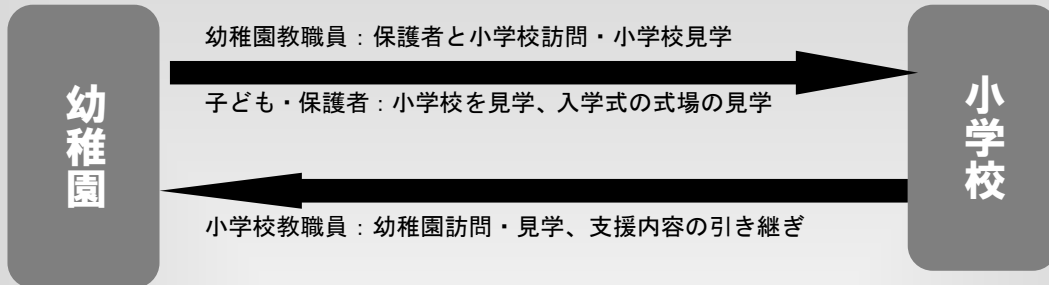 幼稚園
幼稚園教職員：保護者と小学校訪問・小学校見学
子ども・保護者：小学校を見学、入学式の式場の見学
小学校教職員：幼稚園訪問・見学、支援内容の引き継ぎ
小学校